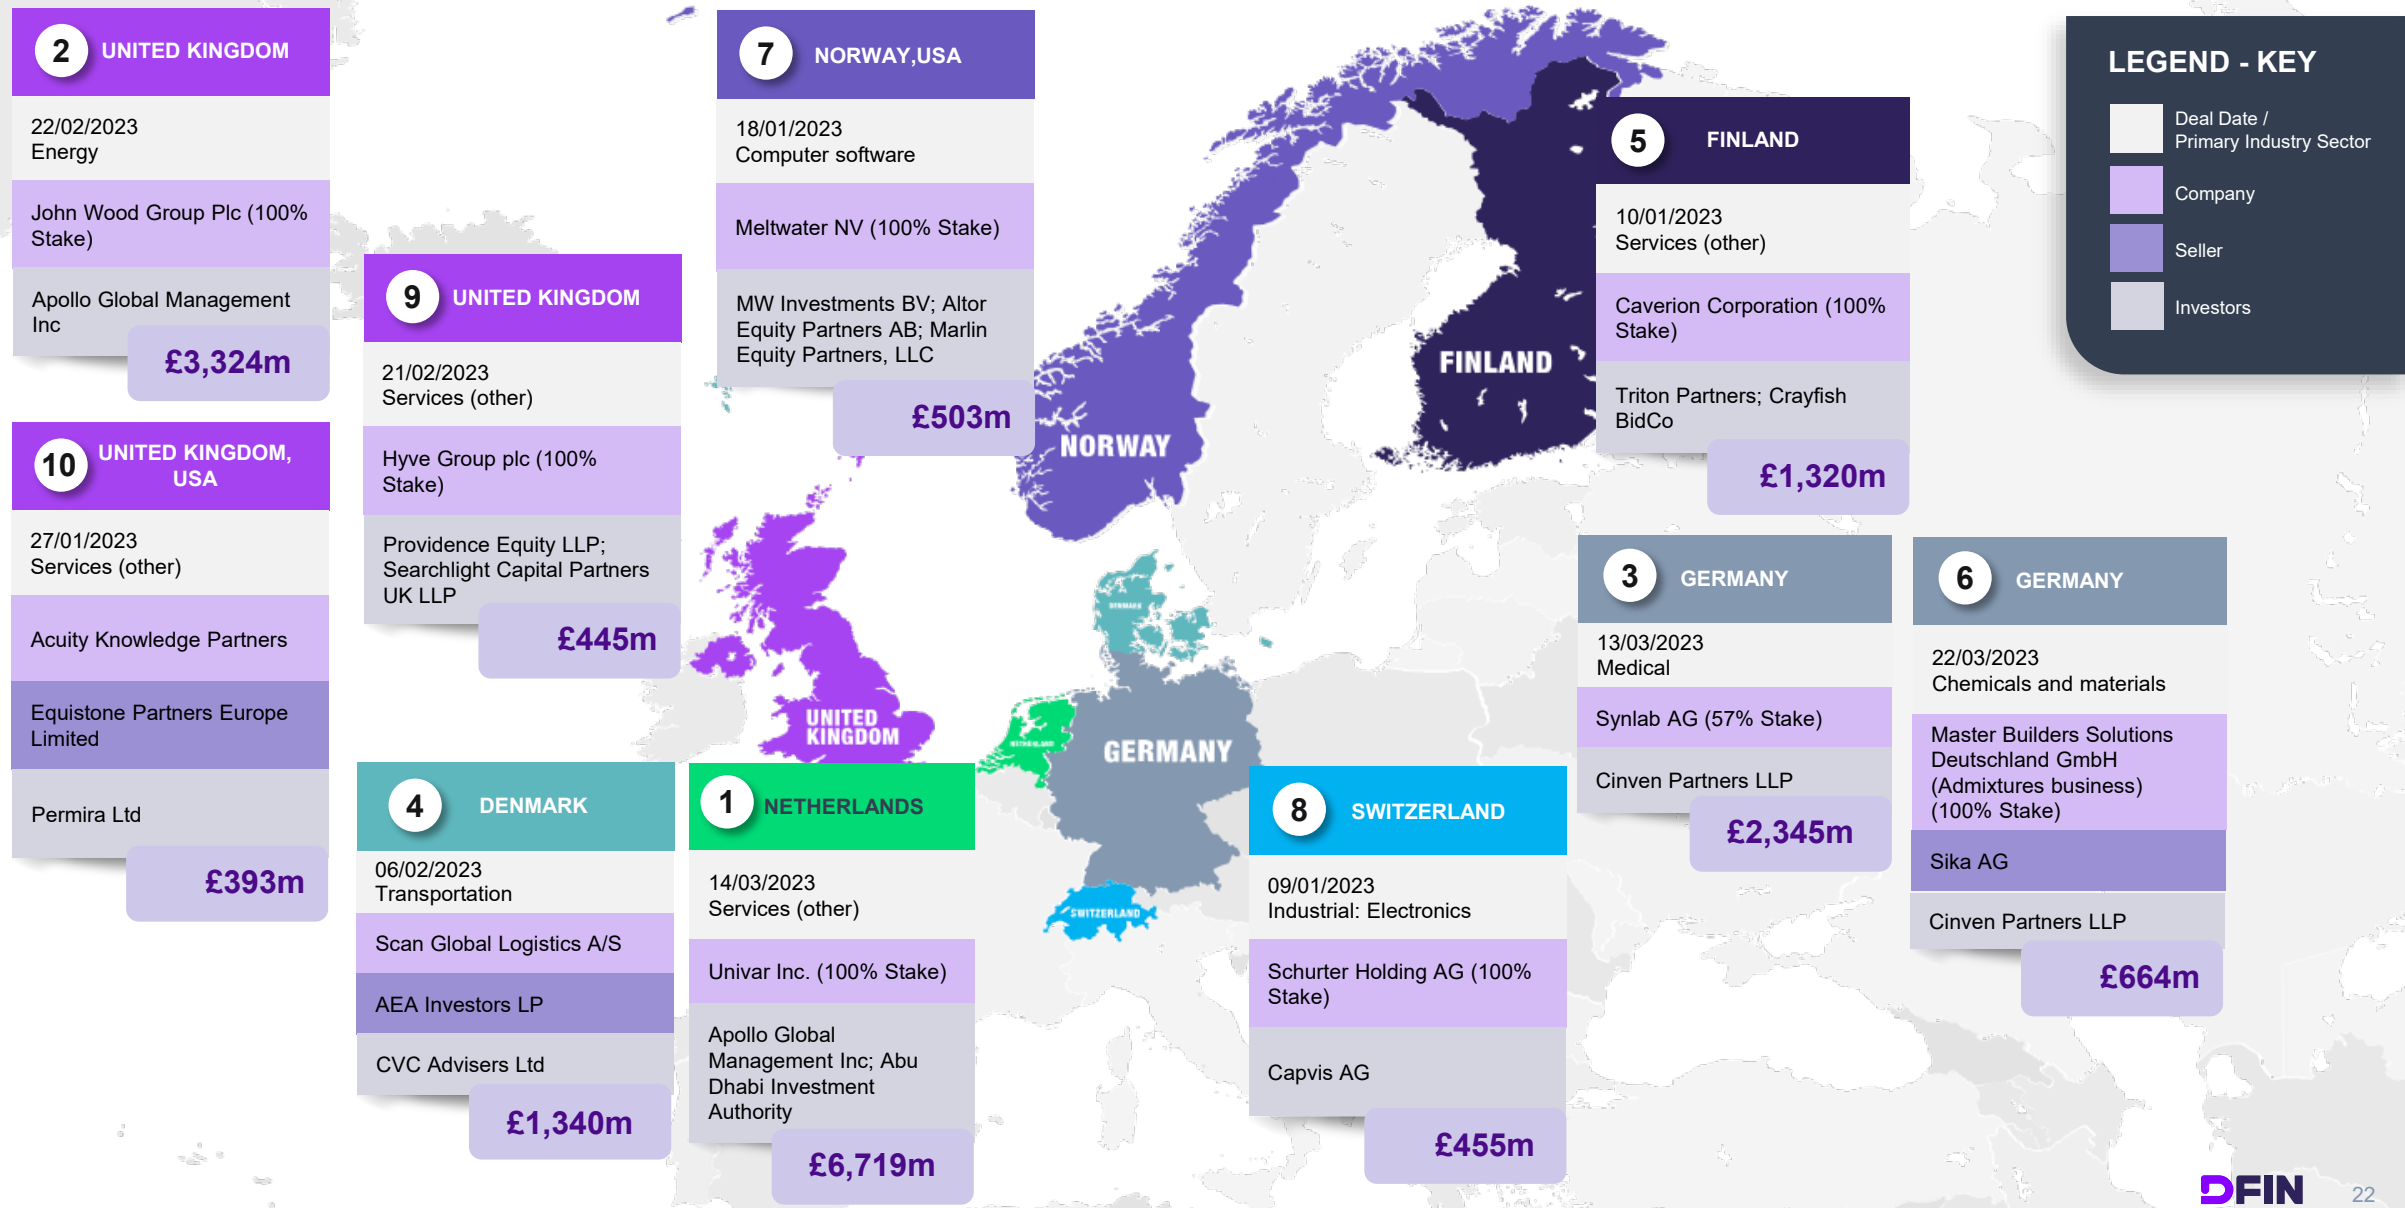 2
UNITED KINGDOM
22/02/2023
Energy
John Wood Group Plc (100%
Stake)
Apollo Global Management
Inc
£3,324m
10
UNITED KINGDOM,
USA
27/01/2023
Services (other)
Acuity Knowledge Partners
Equistone Partners Europe
Limited
Permira Ltd
£393m
9
UNITED KINGDOM
21/02/2023
Services (other)
Hyve Group plc (100%
Stake)
Providence Equity LLP;
Searchlight Capital Partners
UK LLP
£445m
4
DENMARK
06/02/2023
Transportation
Scan Global Logistics A/S
AEA Investors LP
CVC Advisers Ltd
£1,340m
7
NORWAY,USA
18/01/2023
Computer software
Meltwater NV (100% Stake)
MW Investments BV; Altor
Equity Partners AB; Marlin
Equity Partners, LLC
£503m
1
NETHERLANDS
14/03/2023
Services (other)
Univar Inc. (100% Stake)
Apollo Global
Management Inc; Abu
Dhabi Investment
Authority
£6,719m
NORWAY
FINLAND
DENMARK
UNITED
KINGDOM
NETHERLAND
GERMANY
SWITZERLAND
8
SWITZERLAND
09/01/2023
Industrial: Electronics
Schurter Holding AG (100%
Stake)
Capvis AG
£455m
5
FINLAND
10/01/2023
Services (other)
Caverion Corporation (100%
Stake)
Triton Partners; Crayfish
BidCo
£1,320m
3
GERMANY
13/03/2023
Medical
Synlab AG (57% Stake)
Cinven Partners LLP
£2,345m
6
GERMANY
22/03/2023
Chemicals and materials
Master Builders Solutions
Deutschland GmbH
(Admixtures business)
(100% Stake)
Sika AG
Cinven Partners LLP
£664m
LEGEND - KEY
Deal Date /
Primary Industry Sector
Company
Seller
Investors
DFIN
22